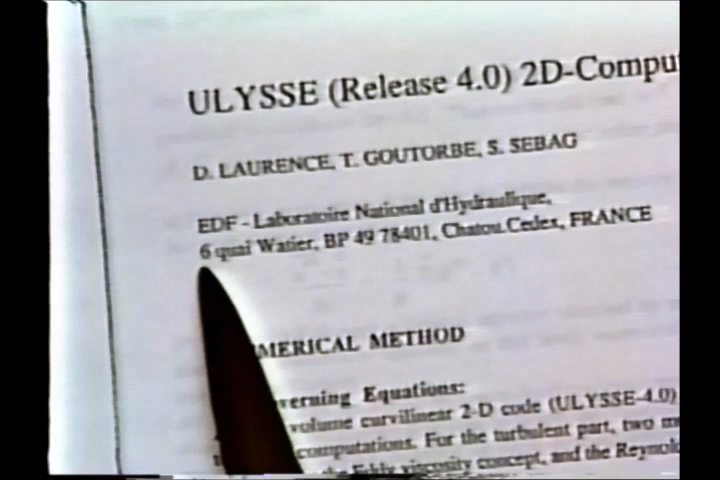 ULYSSE (Release 4.0) 2D-Compu
D. LAURENCE, T. GOUTORBE, S. SEBAG
EDF - Laboratoire National d'Hydraulique,
6 quai Watier, BP 49 78401, Chatou Cedex, FRANCE
MERICAL METHOD
verning Equations:
volume curvilinear 2-D code (ULYSSE-4.0)
computations. For the turbulent part, two
the Eddy viscosity concept, and the Reynol